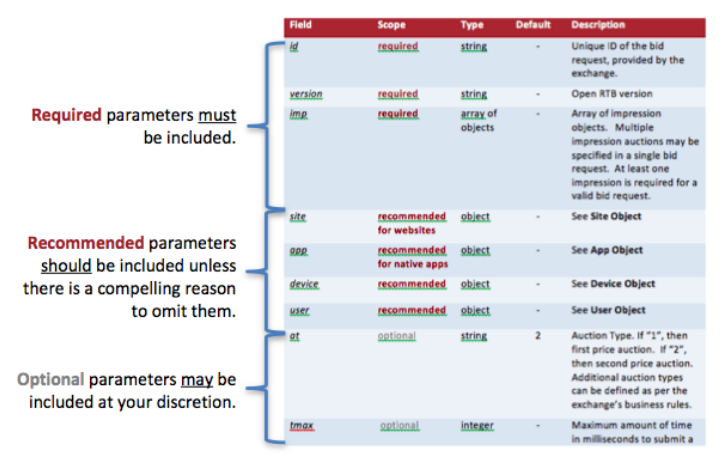 Required parameters must
be included.
Recommended parameters
should be included unless
there is a compelling reason
to omit them.
Optional parameters may be
included at your discretion.
Field Scope Type Default Description
id required string - Unique ID of the bid
request, provided by the
exchange.
version required string - Open RTB version
imp required array of - Array of impression
objects objects. Multiple
impression auctions may be
specified in a single bid
request. At least one
impression is required for a
valid bid request.
site recommended object - See Site Object
for websites
app recommended object - See App Object
for native apps
device recommended object - See Device Object
user recommended object - See User Object
at optional string 2 Auction Type. If "1", then
first price auction. If "2",
then second price auction.
Additional auction types
can be defined as per the
exchange's business rules.
tmax optional integer - Maximum amount of time
in milliseconds to submit a